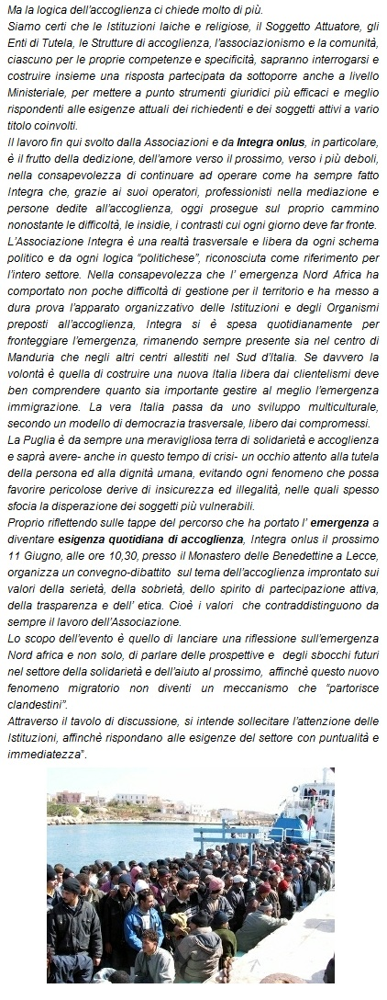 Ma la logica dell'accoglienza ci chiede molto di più.
Siamo certi che le Istituzioni laiche e religiose, il Soggetto Attuatore, gli
Enti di Tutela, le Strutture di accoglienza, l'associazionismo e la comunità,
ciascuno per le proprie competenze e specificità, sapranno interrogarsi e
costruire insieme una risposta partecipata da sottoporre anche a livello
Ministeriale, per mettere a punto strumenti giuridici più efficaci e meglio
rispondenti alle esigenze attuali dei richiedenti e dei soggetti attivi a vario
titolo coinvolti.
Il lavoro fin qui svolto dalla Associazioni e da Integra onlus, in particolare,
è il frutto della dedizione, dell'amore verso il prossimo, verso i più deboli,
nella consapevolezza di continuare ad operare come ha sempre fatto
Integra che, grazie ai suoi operatori, professionisti nella mediazione e
persone dedite all'accoglienza, oggi prosegue sul proprio cammino
nonostante le difficoltà, le insidie, i contrasti cui ogni giorno deve far fronte.
L'Associazione Integra è una realtà trasversale e libera da ogni schema
politico e da ogni logica "politichese", riconosciuta come riferimento per
l'intero settore. Nella consapevolezza che l' emergenza Nord Africa ha
comportato non poche difficoltà di gestione per il territorio e ha messo a
dura prova l'apparato organizzativo delle Istituzioni e degli Organismi
preposti all'accoglienza, Integra si è spesa quotidianamente per
fronteggiare l'emergenza, rimanendo sempre presente sia nel centro di
Manduria che negli altri centri allestiti nel Sud d'Italia. Se davvero la
volontà è quella di costruire una nuova Italia libera dai clientelismi deve
ben comprendere quanto sia importante gestire al meglio l'emergenza
immigrazione. La vera Italia passa da uno sviluppo multiculturale,
secondo un modello di democrazia trasversale, libero dai compromessi.
La Puglia è da sempre una meravigliosa terra di solidarietà e accoglienza
e saprà avere- anche in questo tempo di crisi- un occhio attento alla tutela
della persona ed alla dignità umana, evitando ogni fenomeno che possa
favorire pericolose derive di insicurezza ed illegalità, nelle quali spesso
sfocia la disperazione dei soggetti più vulnerabili.
Proprio riflettendo sulle tappe del percorso che ha portato l' emergenza a
diventare esigenza quotidiana di accoglienza, Integra onlus il prossimo
11 Giugno, alle ore 10,30, presso il Monastero delle Benedettine a Lecce,
organizza un convegno-dibattito sul tema dell'accoglienza improntato sui
valori della serietà, della sobrietà, dello spirito di partecipazione attiva,
della trasparenza e dell' etica. Cioè i valori che contraddistinguono da
sempre il lavoro dell'Associazione.
Lo scopo dell'evento è quello di lanciare una riflessione sull'emergenza
Nord africa e non solo, di parlare delle prospettive e degli sbocchi futuri
nel settore della solidarietà e dell'aiuto al prossimo, affinchè questo nuovo
fenomeno migratorio non diventi un meccanismo che "partorisce
clandestini".
Attraverso il tavolo di discussione, si intende sollecitare l'attenzione delle
Istituzioni, affinchè rispondano alle esigenze del settore con puntualità e
immediatezza".